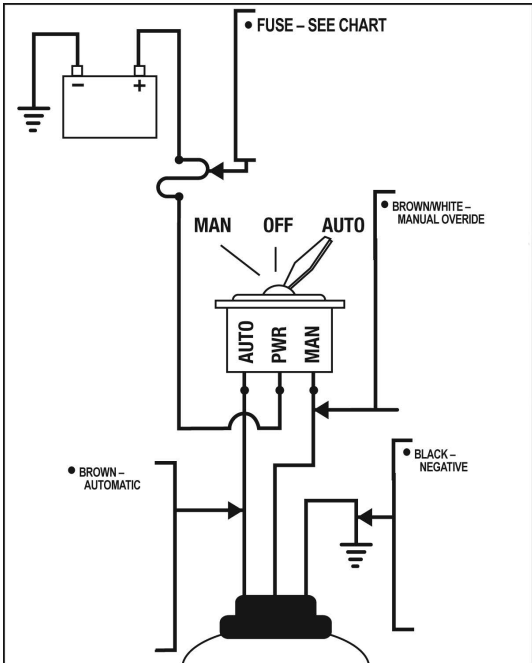 • FUSE – SEE CHART
–
+
• BROWN/WHITE –
MANUAL OVERIDE
MAN OFF AUTO
AUTO
PWR
MAN
• BLACK –
NEGATIVE
• BROWN –
AUTOMATIC